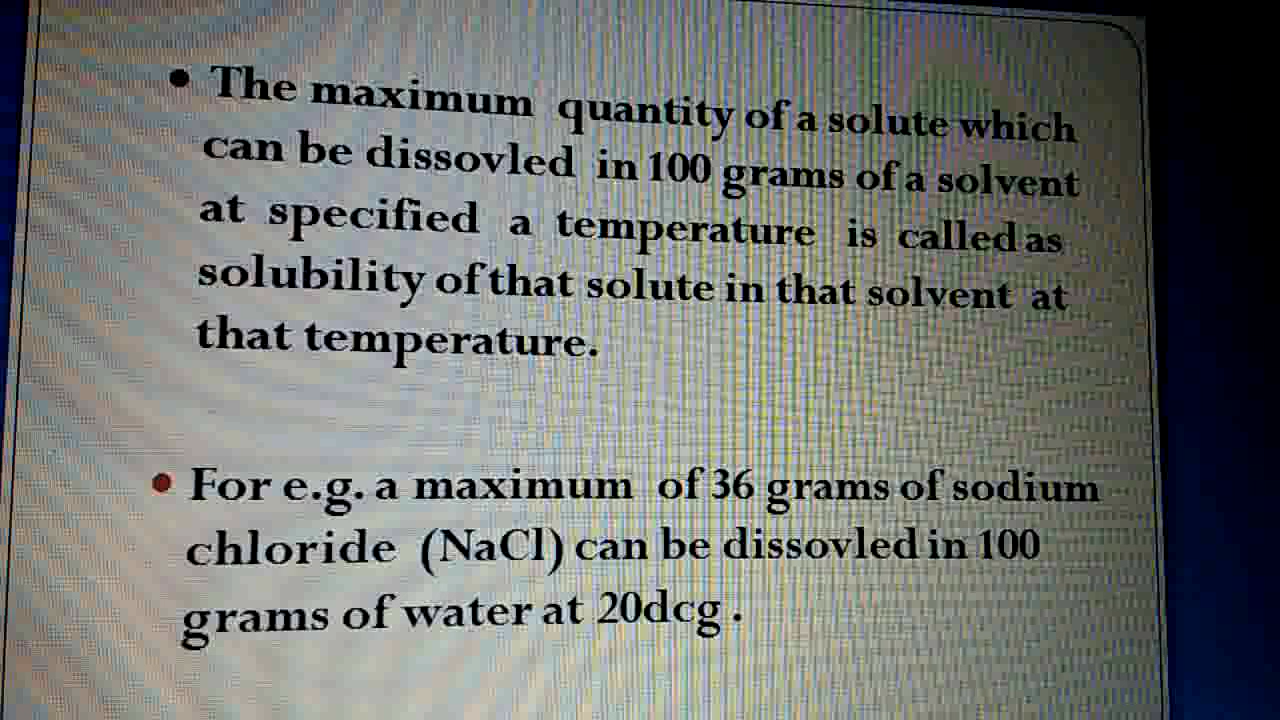 • The maximum quantity of a solute which
can be dissovled in 100 grams of a solvent
at specified a temperature is called as
solubility of that solute in that solvent at
that temperature.
• For e.g. a maximum of 36 grams of sodium
chloride (NaCl) can be dissovled in 100
grams of water at 20dcg .